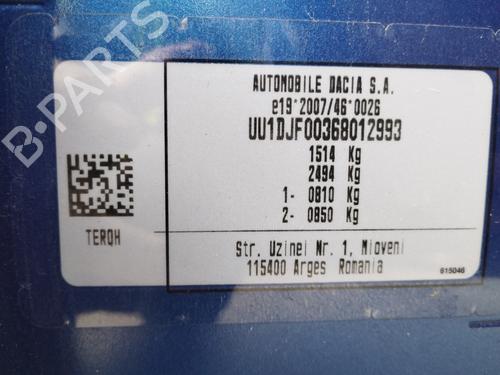 B-PARTS
AUTOMOBILE DACIA S.A.
e19*2007/46*0026
UU1DJF00368012993
1514 Kg
2494 Kg
1- 0810 Kg
2- 0850 Kg
TERQH
Str. Uzinei Nr. 1, Mioveni
115400 Arges Romania
615046